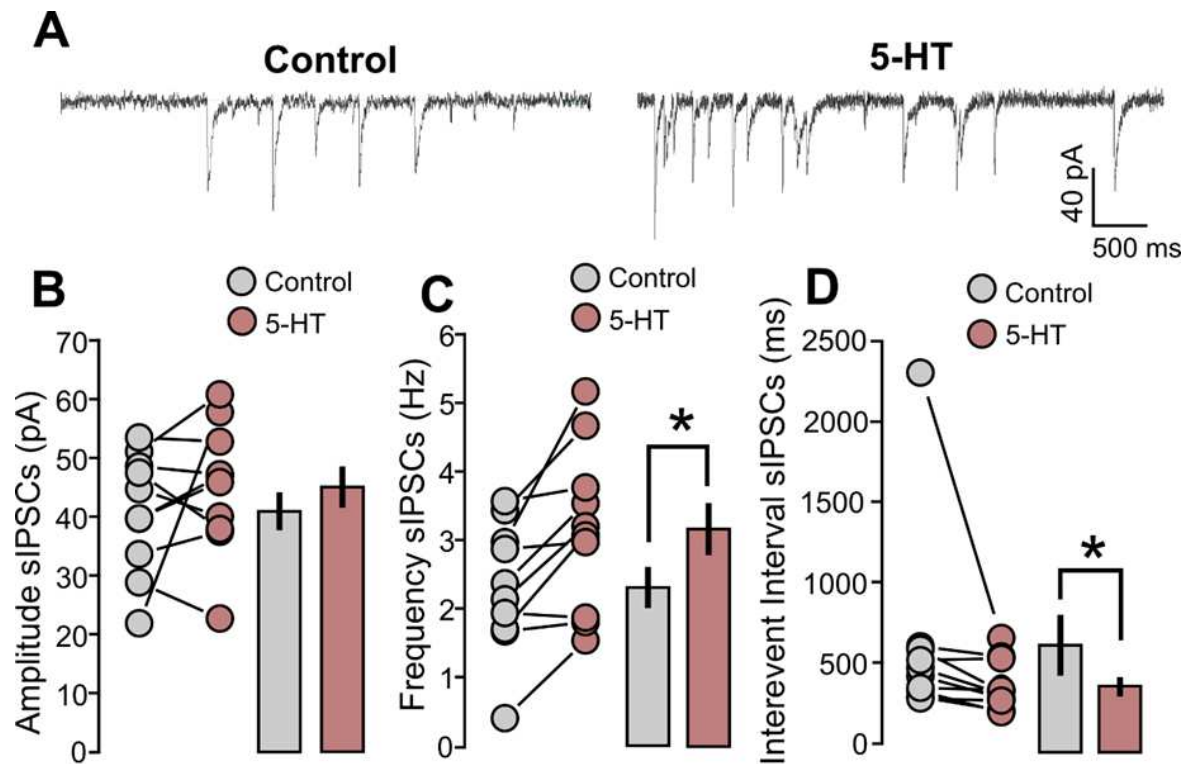 A
Control
5-HT
40 pA
500 ms
B
Control
5-HT
Amplitude sIPSCs (pA)
70
60
50
40
30
20
10
0
C
Control
5-HT
Frequency sIPSCs (Hz)
6
5
4
3
2
1
0
*
D
Control
5-HT
Interevent Interval sIPSCs (ms)
2500
2000
1500
1000
500
0
*